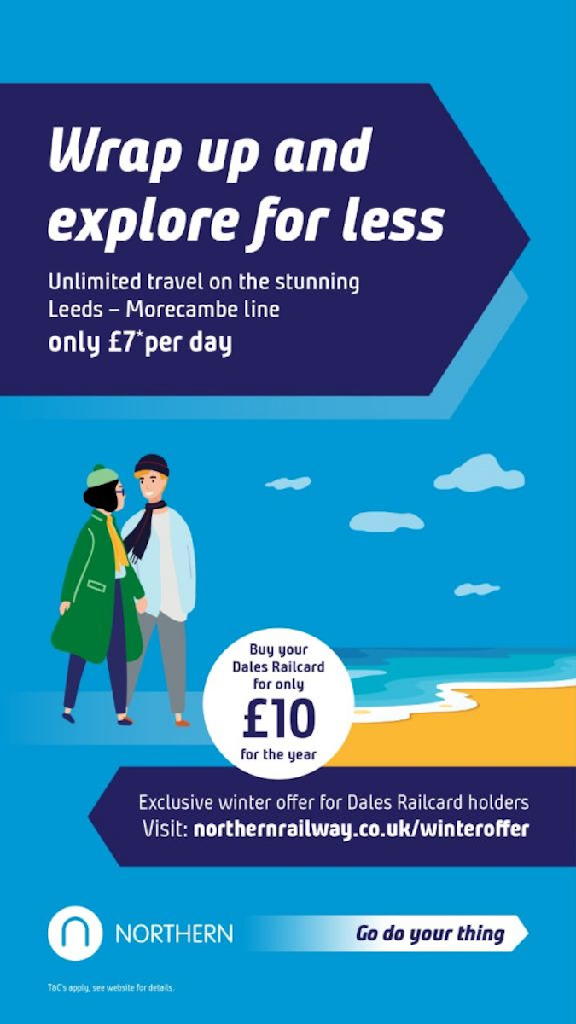 Wrap up and
explore for less
Unlimited travel on the stunning
Leeds – Morecambe line
only £7*per day
Buy your
Dales Railcard
for only
£10
for the year
Exclusive winter offer for Dales Railcard holders
Visit: northernrailway.co.uk/winteroffer
NORTHERN
Go do your thing
T&C's apply, see website for details.